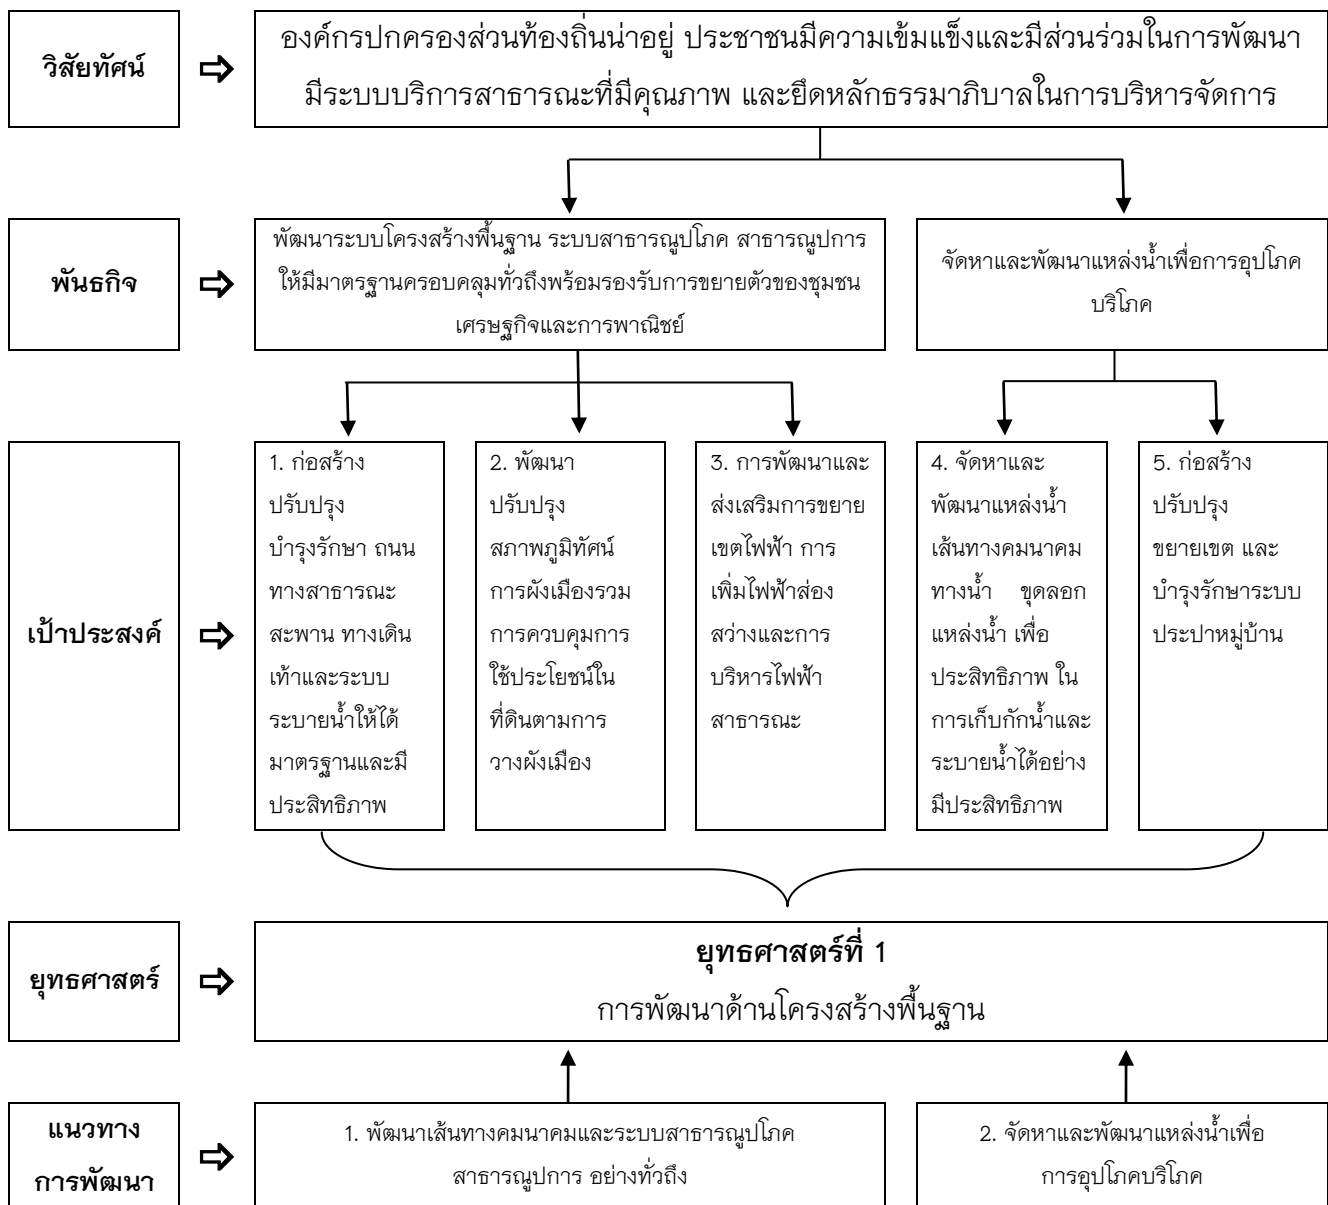 วิสัยทัศน์
องค์กรปกครองส่วนท้องถิ่นน่าอยู่ ประชาชนมีความเข้มแข็งและมีส่วนร่วมในการพัฒนา
มีระบบบริการสาธารณะที่มีคุณภาพ และยึดหลักธรรมาภิบาลในการบริหารจัดการ
พันธกิจ
พัฒนาระบบโครงสร้างพื้นฐาน ระบบสาธารณูปโภค สาธารณูปการ
ให้มีมาตรฐานครอบคลุมทั่วถึงพร้อมรองรับการขยายตัวของชุมชน
เศรษฐกิจและการพาณิชย์
จัดหาและพัฒนาแหล่งน้ำเพื่อการอุปโภค
บริโภค
เป้าประสงค์
1. ก่อสร้าง
ปรับปรุง
บำรุงรักษา ถนน
ทางสาธารณะ
สะพาน ทางเดิน
เท้าและระบบ
ระบายน้ำให้ได้
มาตรฐานและมี
ประสิทธิภาพ
2. พัฒนา
ปรับปรุง
สภาพภูมิทัศน์
การผังเมืองรวม
การควบคุมการ
ใช้ประโยชน์ใน
ที่ดินตามการ
วางผังเมือง
3. การพัฒนาและ
ส่งเสริมการขยาย
เขตไฟฟ้า การ
เพิ่มไฟฟ้าส่อง
สว่างและการ
บริหารไฟฟ้า
สาธารณะ
4. จัดหาและ
พัฒนาแหล่งน้ำ
เส้นทางคมนาคม
ทางน้ำ ขุดลอก
แหล่งน้ำ เพื่อ
ประสิทธิภาพ ใน
การเก็บกักน้ำและ
ระบายน้ำได้อย่าง
มีประสิทธิภาพ
5. ก่อสร้าง
ปรับปรุง
ขยายเขต และ
บำรุงรักษาระบบ
ประปาหมู่บ้าน
ยุทธศาสตร์
ยุทธศาสตร์ที่ 1
การพัฒนาด้านโครงสร้างพื้นฐาน
แนวทาง
การพัฒนา
1. พัฒนาเส้นทางคมนาคมและระบบสาธารณูปโภค
สาธารณูปการ อย่างทั่วถึง
2. จัดหาและพัฒนาแหล่งน้ำเพื่อ
การอุปโภคบริโภค